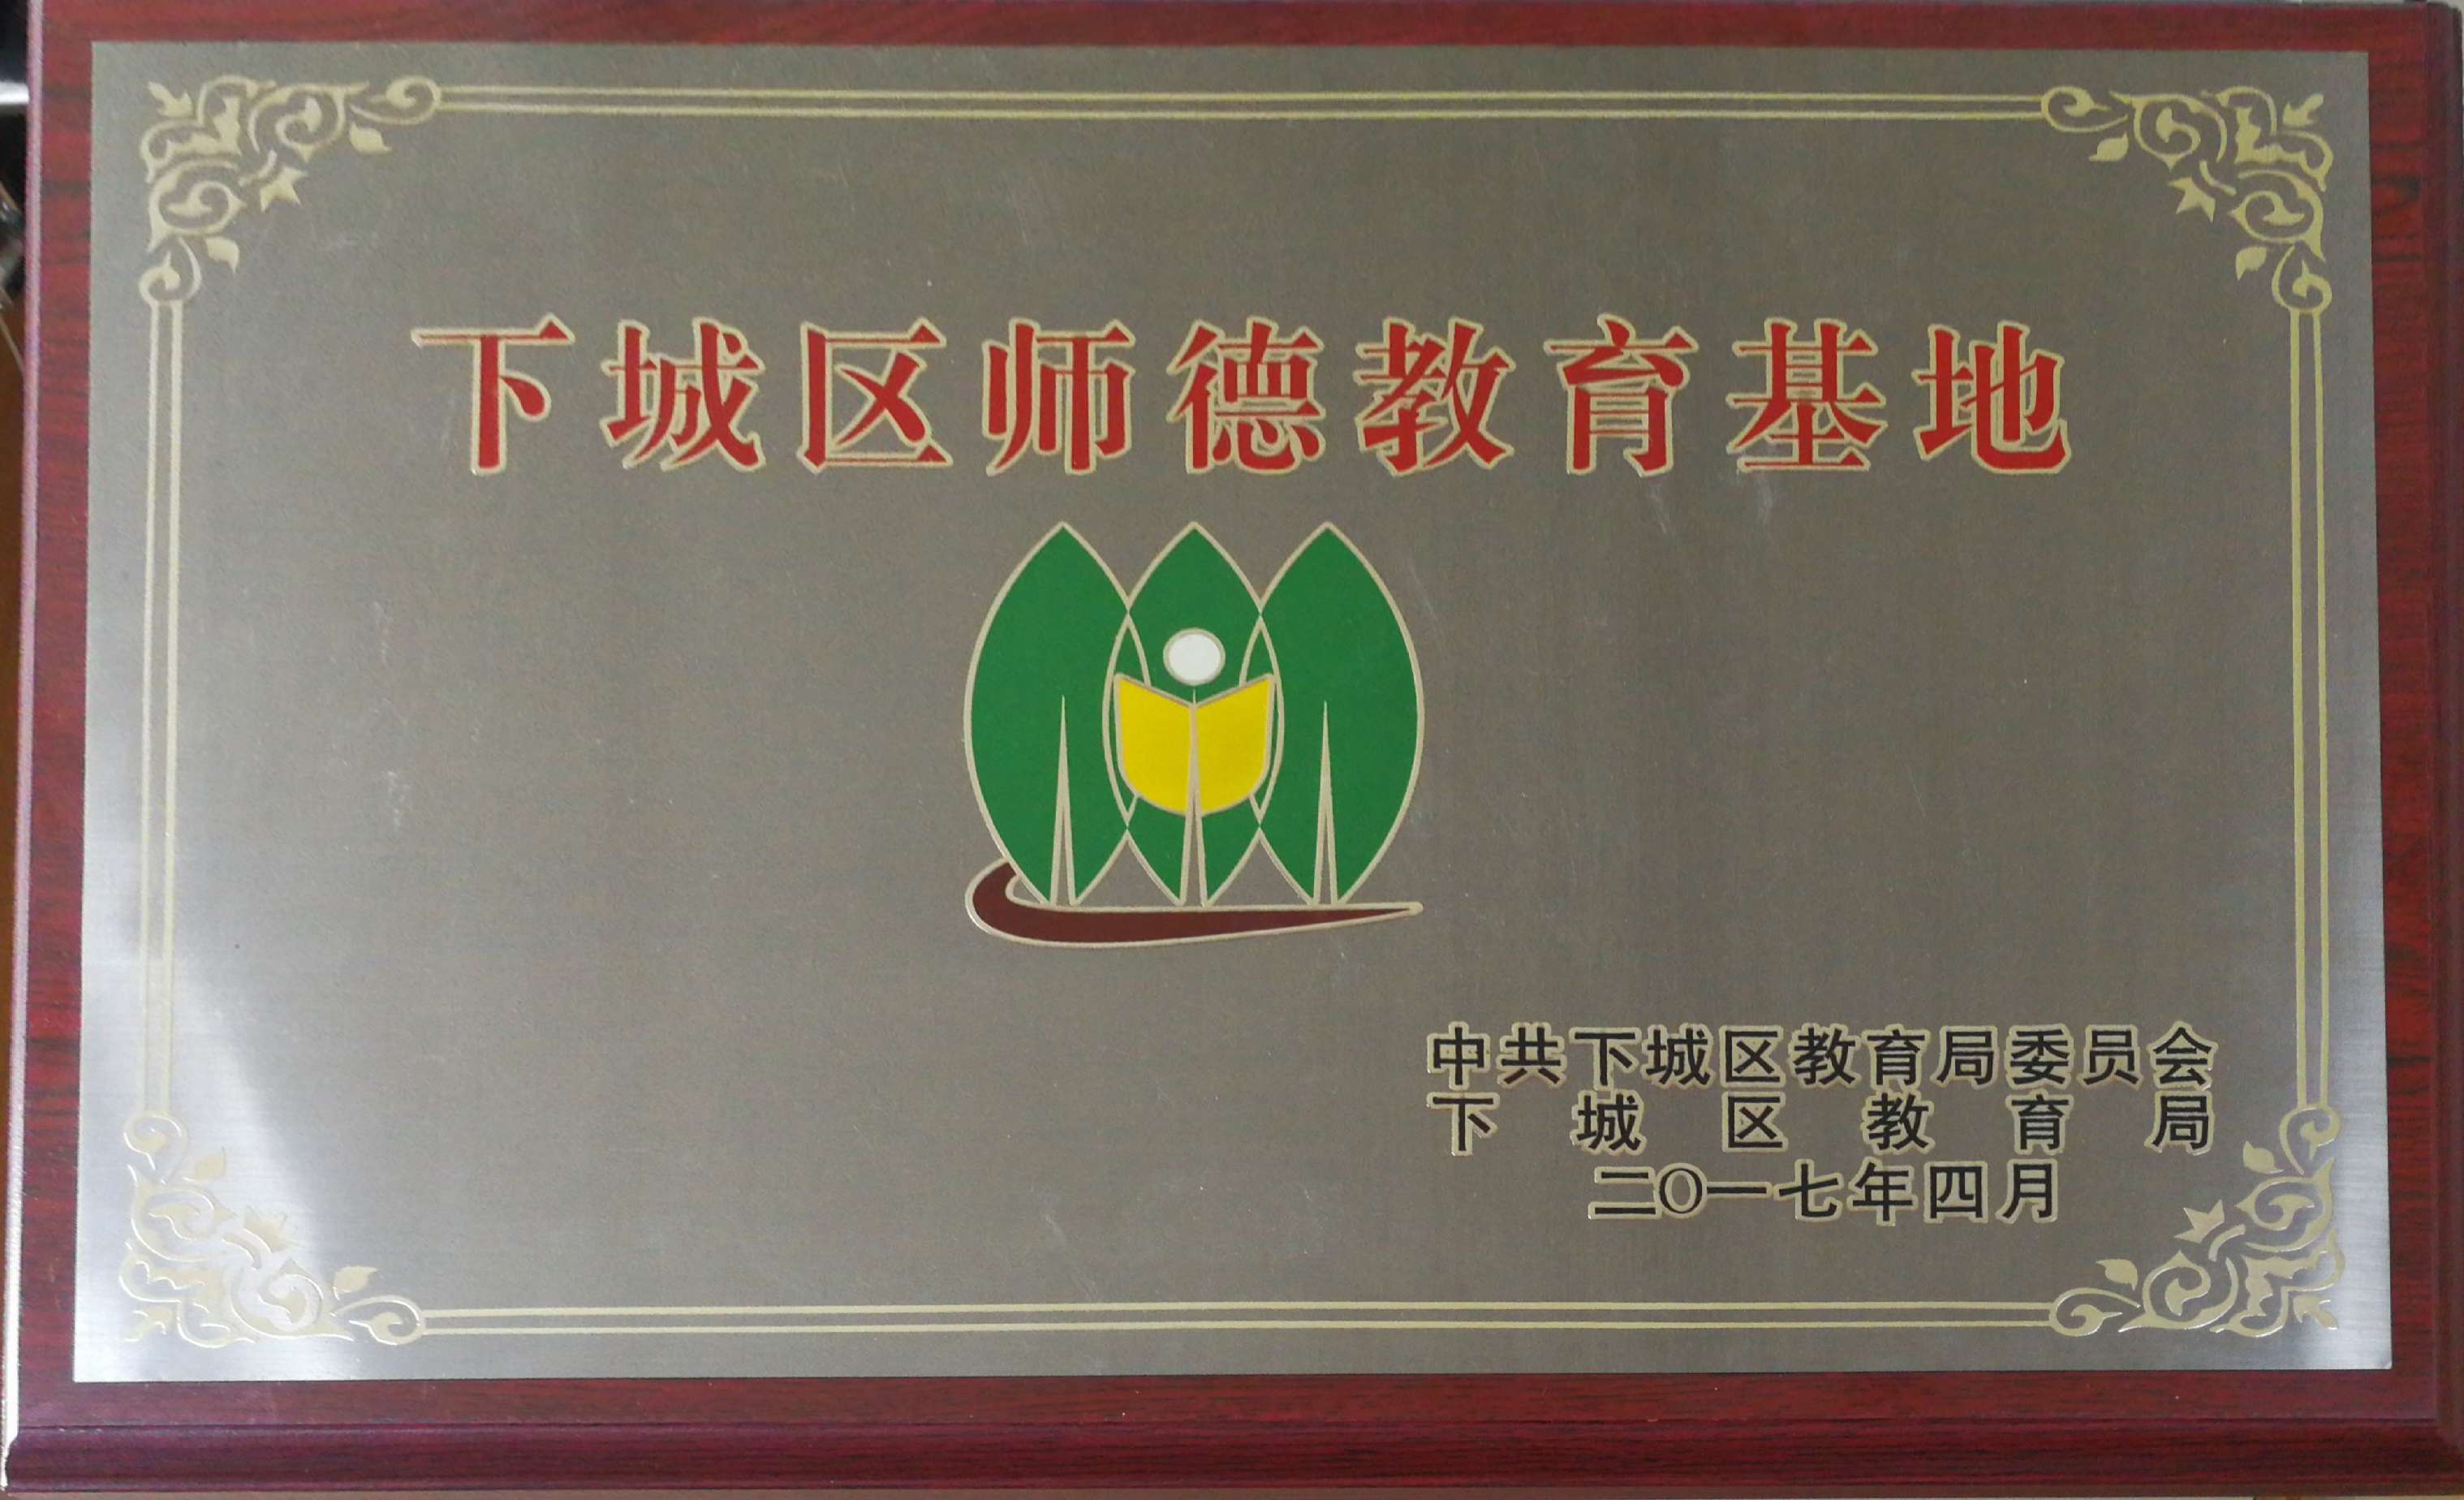 下城区师德教育基地
中共下城区教育局委员会
下城区教育局
二〇一七年四月